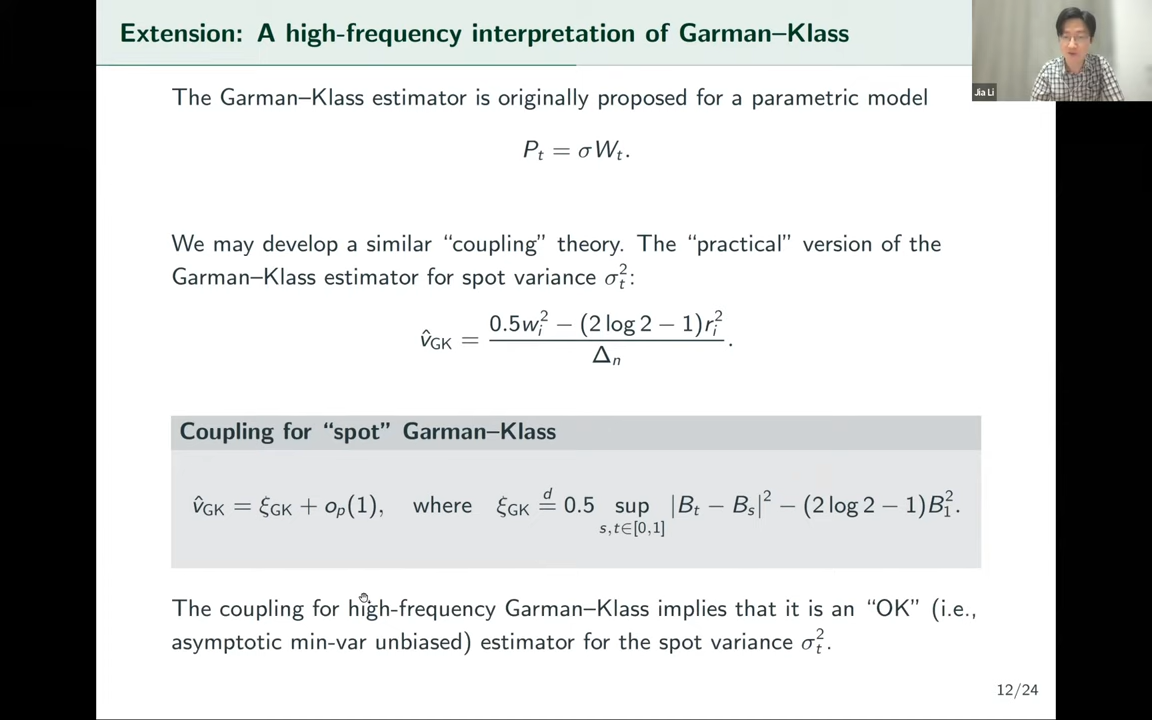 Extension: A high-frequency interpretation of Garman–Klass
Jia Li
The Garman–Klass estimator is originally proposed for a parametric model
P_t = σW_t.
We may develop a similar “coupling” theory. The “practical” version of the
Garman–Klass estimator for spot variance σ_t^2:
v̂_GK = (0.5w_i^2 − (2 log 2 − 1)r_i^2) / Δ_n.
Coupling for “spot” Garman–Klass
v̂_GK = ξ_GK + o_p(1), where ξ_GK =^d 0.5 sup_{s,t∈[0,1]} |B_t − B_s|^2 − (2 log 2 − 1)B_1^2.
The coupling for high-frequency Garman–Klass implies that it is an “OK” (i.e.,
asymptotic min-var unbiased) estimator for the spot variance σ_t^2.
12/24